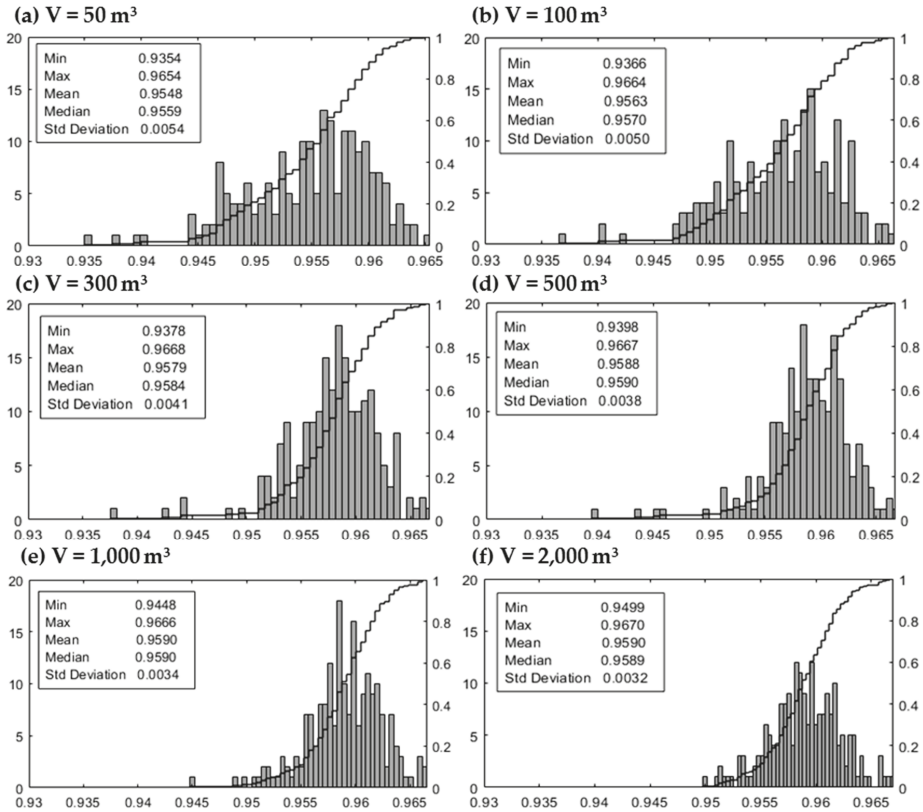 (a) V = 50 m³
20
15
10
5
0
Min 0.9354
Max 0.9654
Mean 0.9548
Median 0.9559
Std Deviation 0.0054
1
0.8
0.6
0.4
0.2
0
0.93 0.935 0.94 0.945 0.95 0.955 0.96 0.965
(b) V = 100 m³
20
15
10
5
0
Min 0.9366
Max 0.9664
Mean 0.9563
Median 0.9570
Std Deviation 0.0050
1
0.8
0.6
0.4
0.2
0
0.93 0.935 0.94 0.945 0.95 0.955 0.96 0.965
(c) V = 300 m³
20
15
10
5
0
Min 0.9378
Max 0.9668
Mean 0.9579
Median 0.9584
Std Deviation 0.0041
1
0.8
0.6
0.4
0.2
0
0.93 0.935 0.94 0.945 0.95 0.955 0.96 0.965
(d) V = 500 m³
20
15
10
5
0
Min 0.9398
Max 0.9667
Mean 0.9588
Median 0.9590
Std Deviation 0.0038
1
0.8
0.6
0.4
0.2
0
0.93 0.935 0.94 0.945 0.95 0.955 0.96 0.965
(e) V = 1,000 m³
20
15
10
5
0
Min 0.9448
Max 0.9666
Mean 0.9590
Median 0.9590
Std Deviation 0.0034
1
0.8
0.6
0.4
0.2
0
0.93 0.935 0.94 0.945 0.95 0.955 0.96 0.965
(f) V = 2,000 m³
20
15
10
5
0
Min 0.9499
Max 0.9670
Mean 0.9590
Median 0.9589
Std Deviation 0.0032
1
0.8
0.6
0.4
0.2
0
0.93 0.935 0.94 0.945 0.95 0.955 0.96 0.965